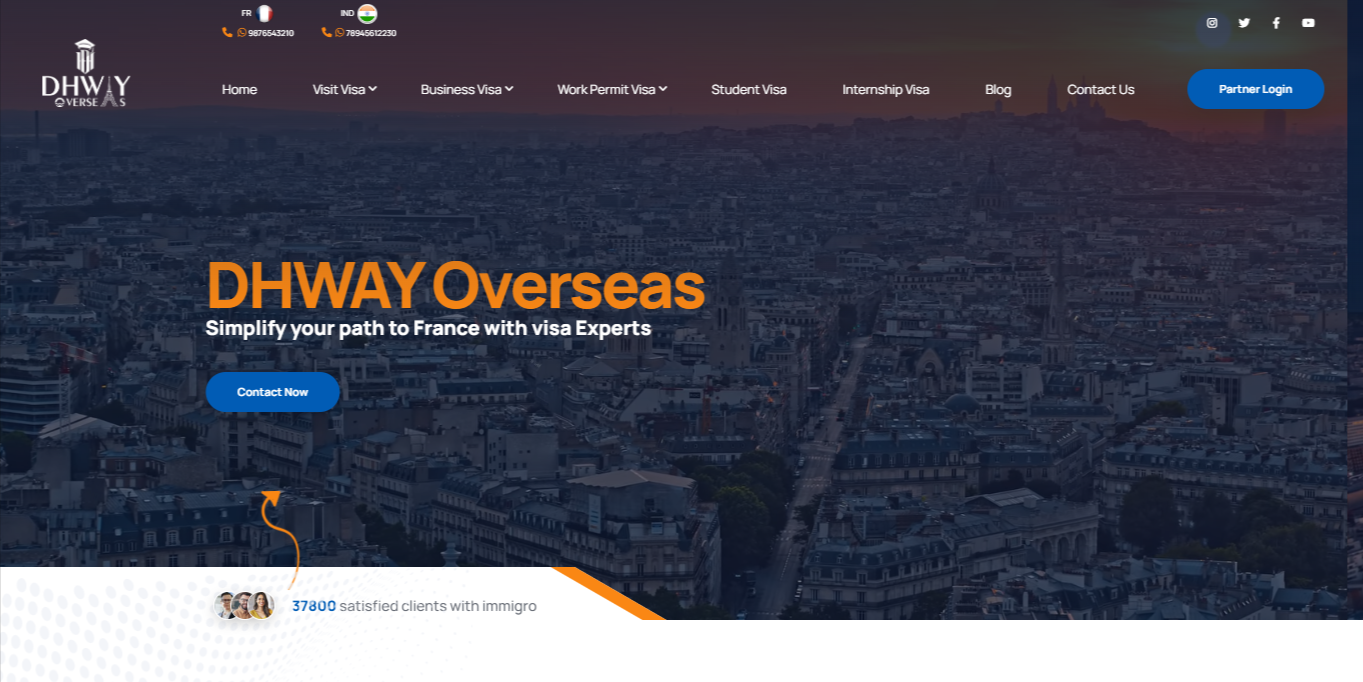 FR
IND
9876543210
78945612230
DHWAY
OVERSEAS
Home
Visit Visa
Business Visa
Work Permit Visa
Student Visa
Internship Visa
Blog
Contact Us
Partner Login
DHWAY Overseas
Simplify your path to France with visa Experts
Contact Now
37800 satisfied clients with immigro